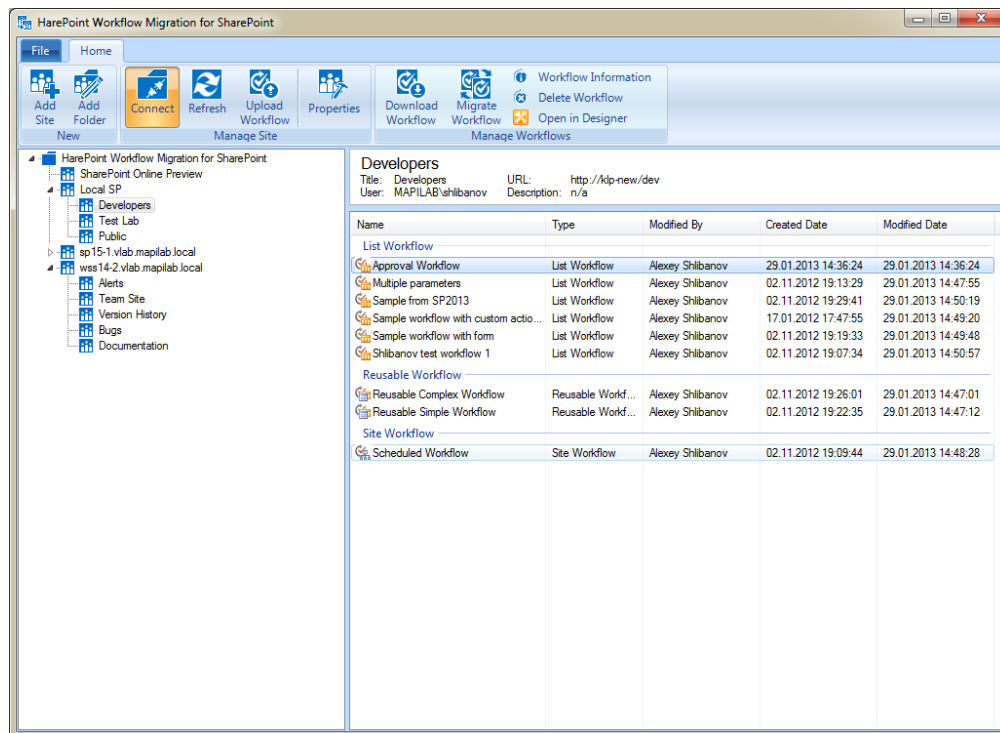 HarePoint Workflow Migration for SharePoint
File Home
Add Site
Add Folder
Connect
Refresh
Upload Workflow
Properties
Download Workflow
Migrate Workflow
Workflow Information
Delete Workflow
Open in Designer
New
Manage Site
Manage Workflows
HarePoint Workflow Migration for SharePoint
SharePoint Online Preview
Local SP
Developers
Test Lab
Public
sp15-1.vlab.mapilab.local
wss14-2.vlab.mapilab.local
Alerts
Team Site
Version History
Bugs
Documentation
Developers
Title: Developers URL: http://klp-new/dev
User: MAPILAB\shlibanov Description: n/a
Name Type Modified By Created Date Modified Date
List Workflow
Approval Workflow List Workflow Alexey Shlibanov 29.01.2013 14:36:24 29.01.2013 14:36:24
Multiple parameters List Workflow Alexey Shlibanov 02.11.2012 19:13:29 29.01.2013 14:47:55
Sample from SP2013 List Workflow Alexey Shlibanov 02.11.2012 19:29:41 29.01.2013 14:50:19
Sample workflow with custom actio... List Workflow Alexey Shlibanov 17.01.2012 17:47:55 29.01.2013 14:49:20
Sample workflow with form List Workflow Alexey Shlibanov 02.11.2012 19:19:33 29.01.2013 14:49:48
Shlibanov test workflow 1 List Workflow Alexey Shlibanov 02.11.2012 19:07:34 29.01.2013 14:50:57
Reusable Workflow
Reusable Complex Workflow Reusable Workf... Alexey Shlibanov 02.11.2012 19:26:01 29.01.2013 14:47:01
Reusable Simple Workflow Reusable Workf... Alexey Shlibanov 02.11.2012 19:22:35 29.01.2013 14:47:12
Site Workflow
Scheduled Workflow Site Workflow Alexey Shlibanov 02.11.2012 19:09:44 29.01.2013 14:48:28